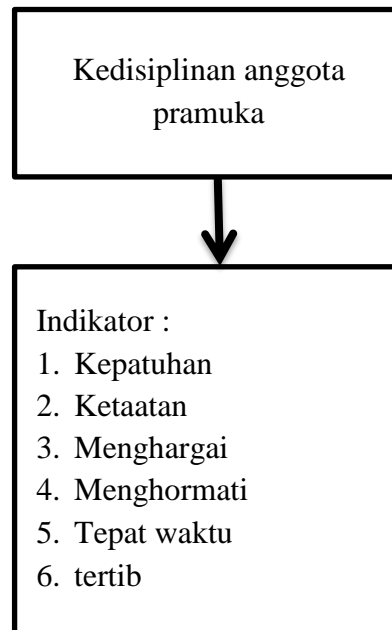 Kedisiplinan anggota
pramuka
Indikator :
1. Kepatuhan
2. Ketaatan
3. Menghargai
4. Menghormati
5. Tepat waktu
6. tertib